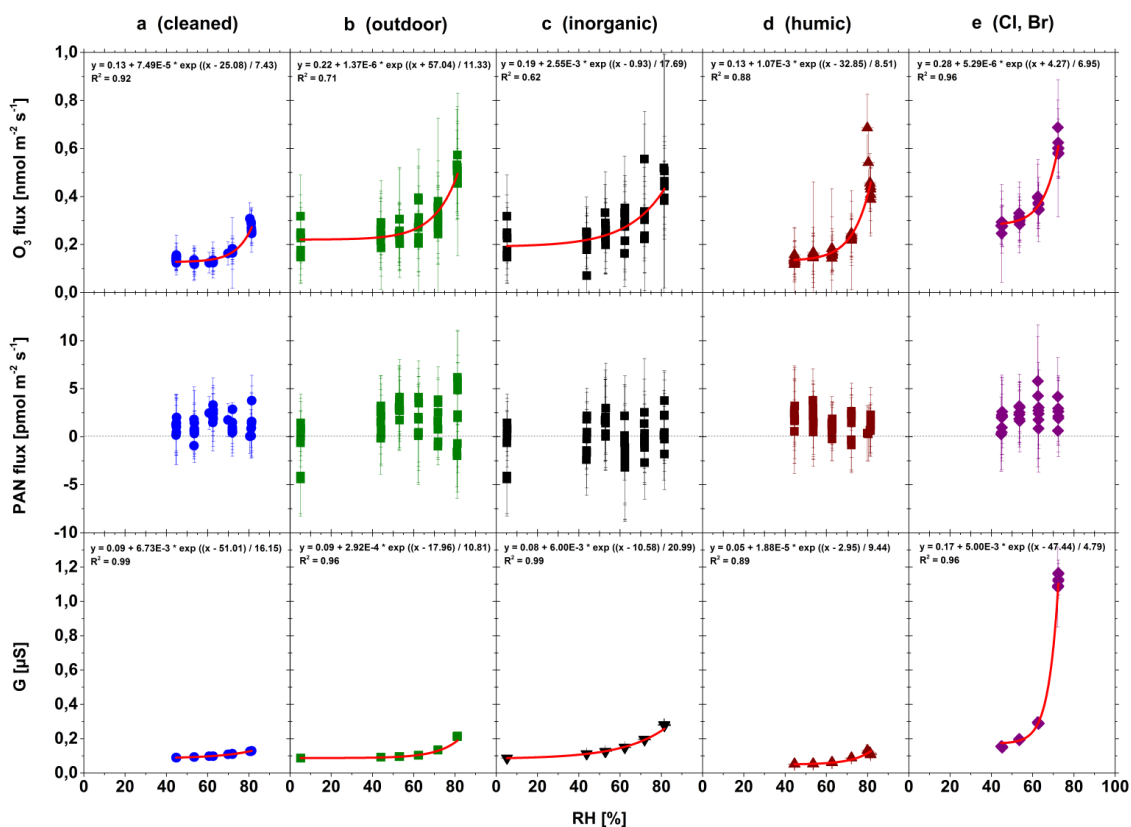 a (cleaned) b (outdoor) c (inorganic) d (humic) e (Cl, Br)
y = 0.13 + 7.49E-5 * exp ((x - 25.08) / 7.43)
R² = 0.92
y = 0.22 + 1.37E-6 * exp ((x + 57.04) / 11.33)
R² = 0.71
y = 0.19 + 2.55E-3 * exp ((x - 0.93) / 17.69)
R² = 0.62
y = 0.13 + 1.07E-3 * exp ((x - 32.85) / 8.51)
R² = 0.88
y = 0.28 + 5.29E-6 * exp ((x + 4.27) / 6.95)
R² = 0.96
O₃ flux [nmol m⁻² s⁻¹]
1,0
0,8
0,6
0,4
0,2
0,0
PAN flux [pmol m⁻² s⁻¹]
10
5
0
-5
-10
y = 0.09 + 6.73E-3 * exp ((x - 51.01) / 16.15)
R² = 0.99
y = 0.09 + 2.92E-4 * exp ((x - 17.96) / 10.81)
R² = 0.96
y = 0.08 + 6.00E-3 * exp ((x - 10.58) / 20.99)
R² = 0.99
y = 0.05 + 1.88E-5 * exp ((x - 2.95) / 9.44)
R² = 0.89
y = 0.17 + 5.00E-3 * exp ((x - 47.44) / 4.79)
R² = 0.96
G [µS]
1,2
1,0
0,8
0,6
0,4
0,2
0,0
0 20 40 60 80 0 20 40 60 80 0 20 40 60 80 0 20 40 60 80 0 20 40 60 80 100
RH [%]